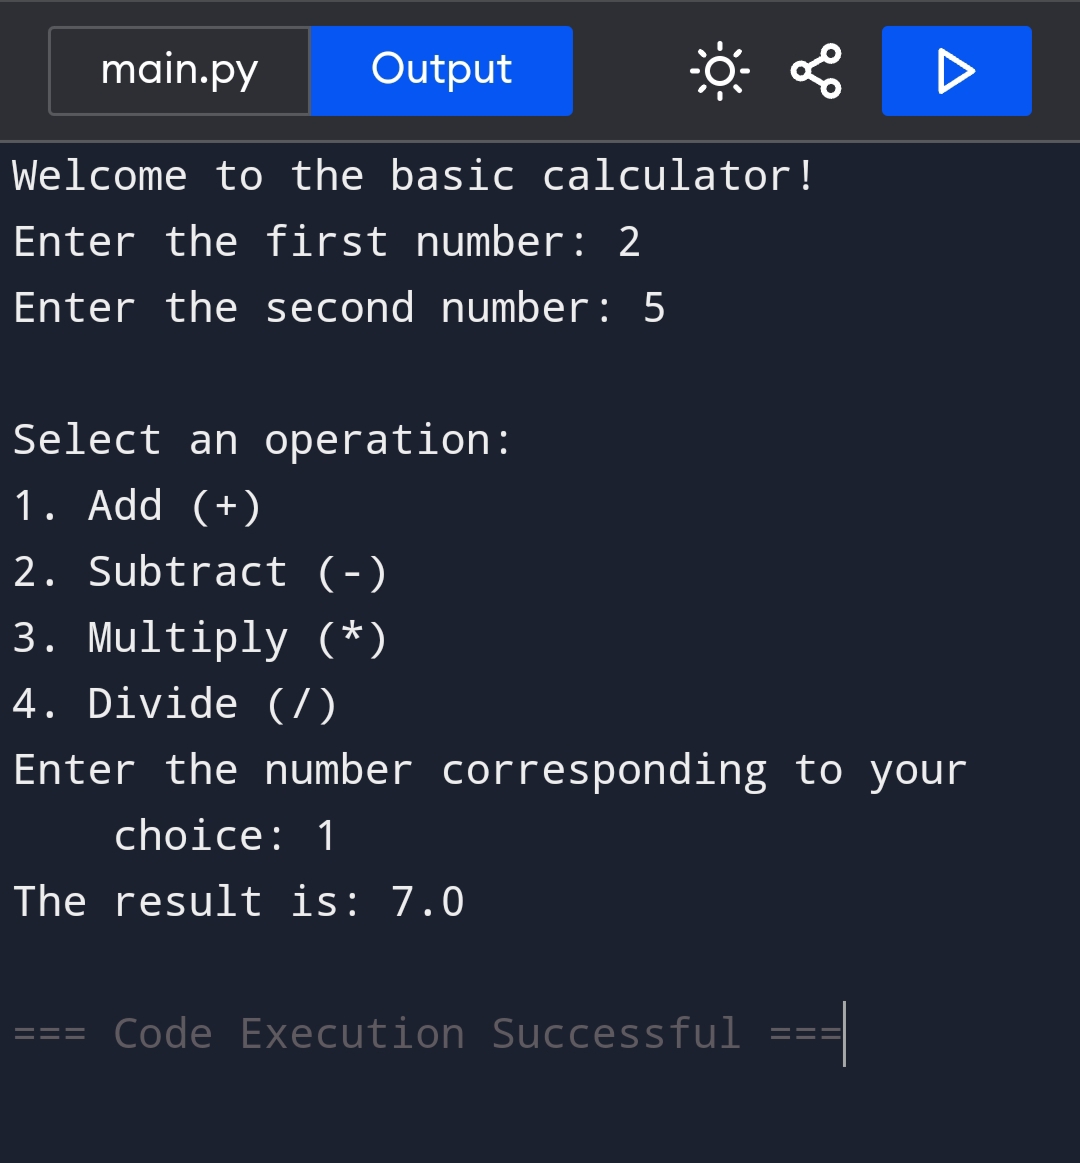 main.py Output
Welcome to the basic calculator!
Enter the first number: 2
Enter the second number: 5
Select an operation:
1. Add (+)
2. Subtract (-)
3. Multiply (*)
4. Divide (/)
Enter the number corresponding to your
choice: 1
The result is: 7.0
=== Code Execution Successful ===